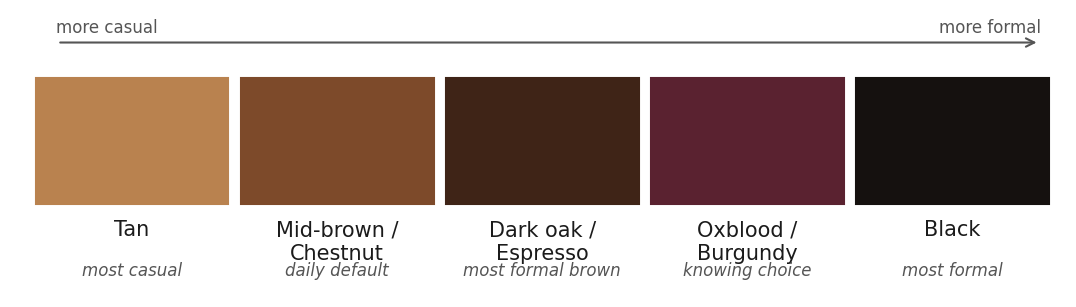 more casual
more formal
Tan
Mid-brown /
Chestnut
Dark oak /
Espresso
Oxblood /
Burgundy
Black
most casual
daily default
most formal brown
knowing choice
most formal